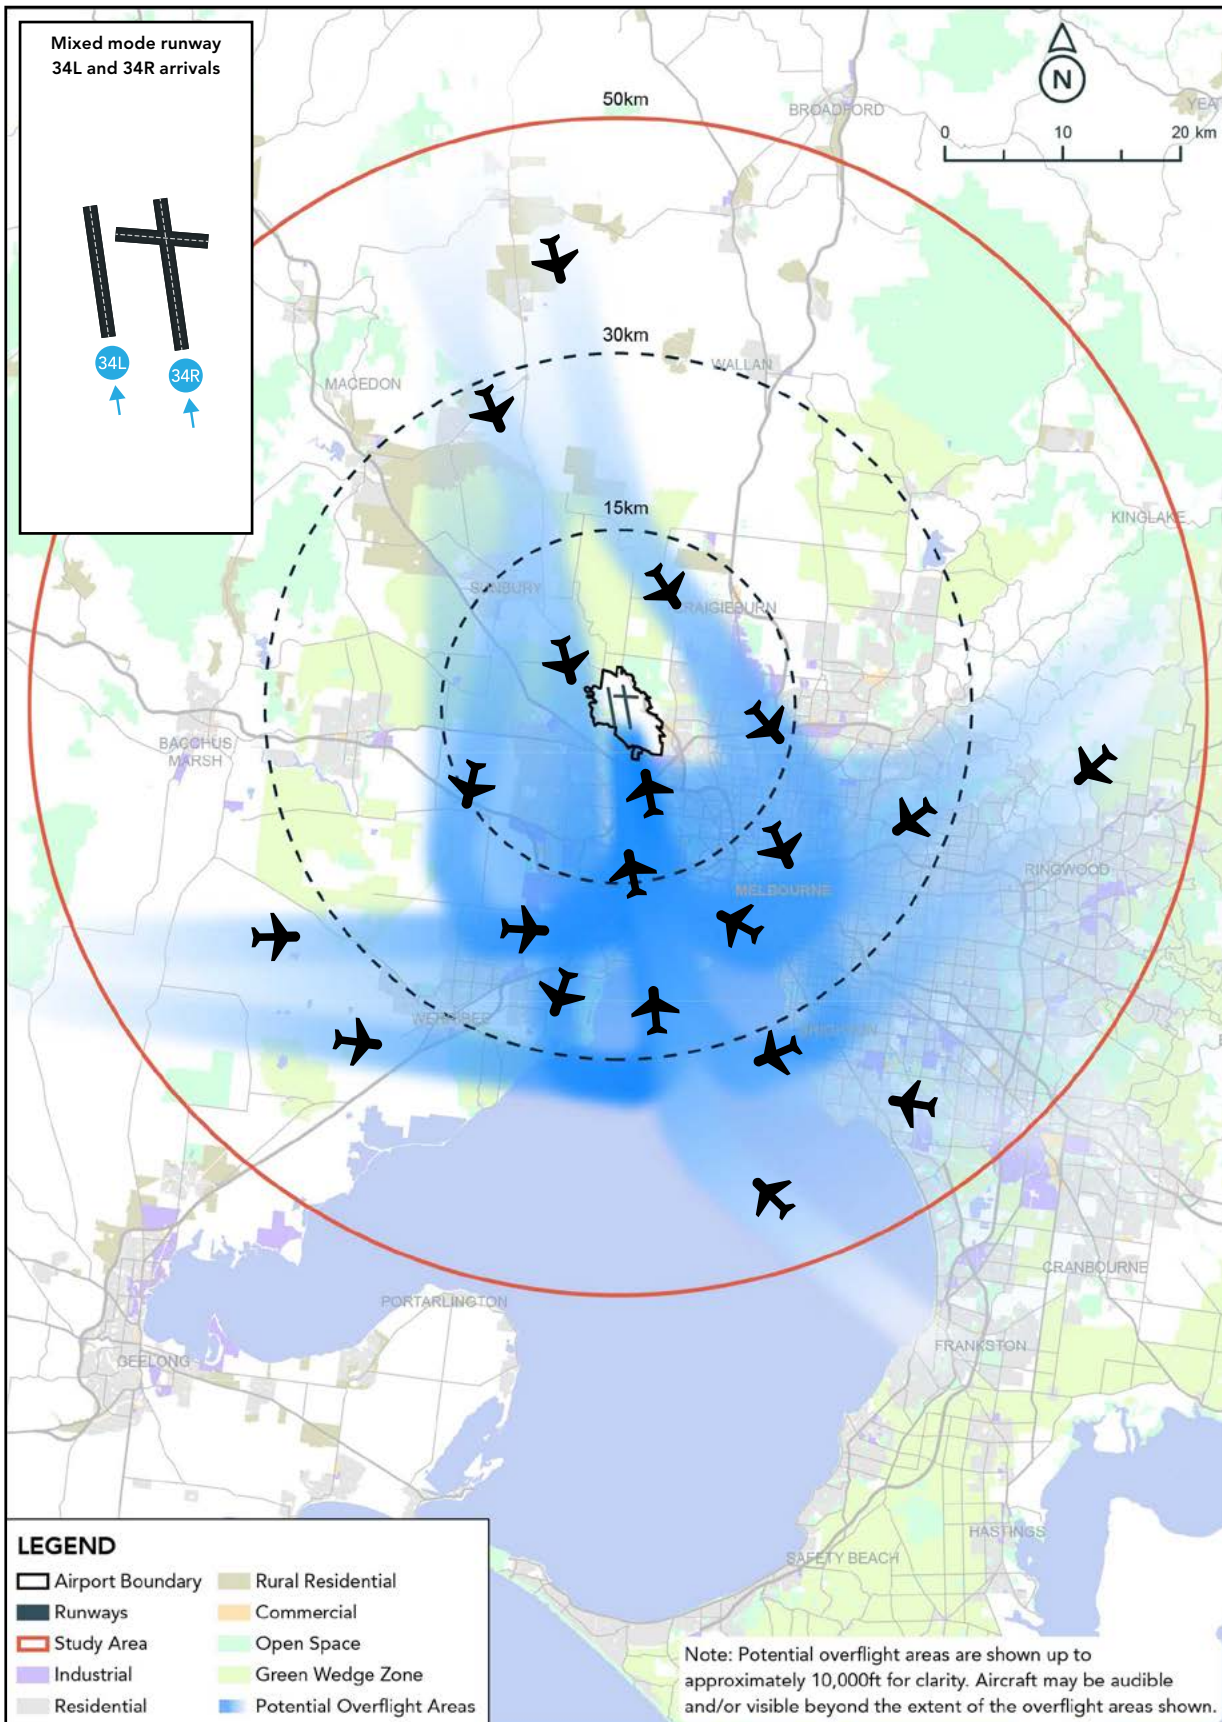 Mixed mode runway
34L and 34R arrivals
34L
34R
N
0 10 20 km
50km
30km
15km
BROADFORD
YEA
WALLAN
MACEDON
KINGLAKE
SUNBURY
RAIGIEBURN
BACCHUS
MARSH
RINGWOOD
MELBOURNE
WERRIBEE
CRANBOURNE
PORTARLINGTON
FRANKSTON
GEELONG
HASTINGS
SAFETY BEACH
LEGEND
Airport Boundary
Runways
Study Area
Industrial
Residential
Rural Residential
Commercial
Open Space
Green Wedge Zone
Potential Overflight Areas
Note: Potential overflight areas are shown up to
approximately 10,000ft for clarity. Aircraft may be audible
and/or visible beyond the extent of the overflight areas shown.